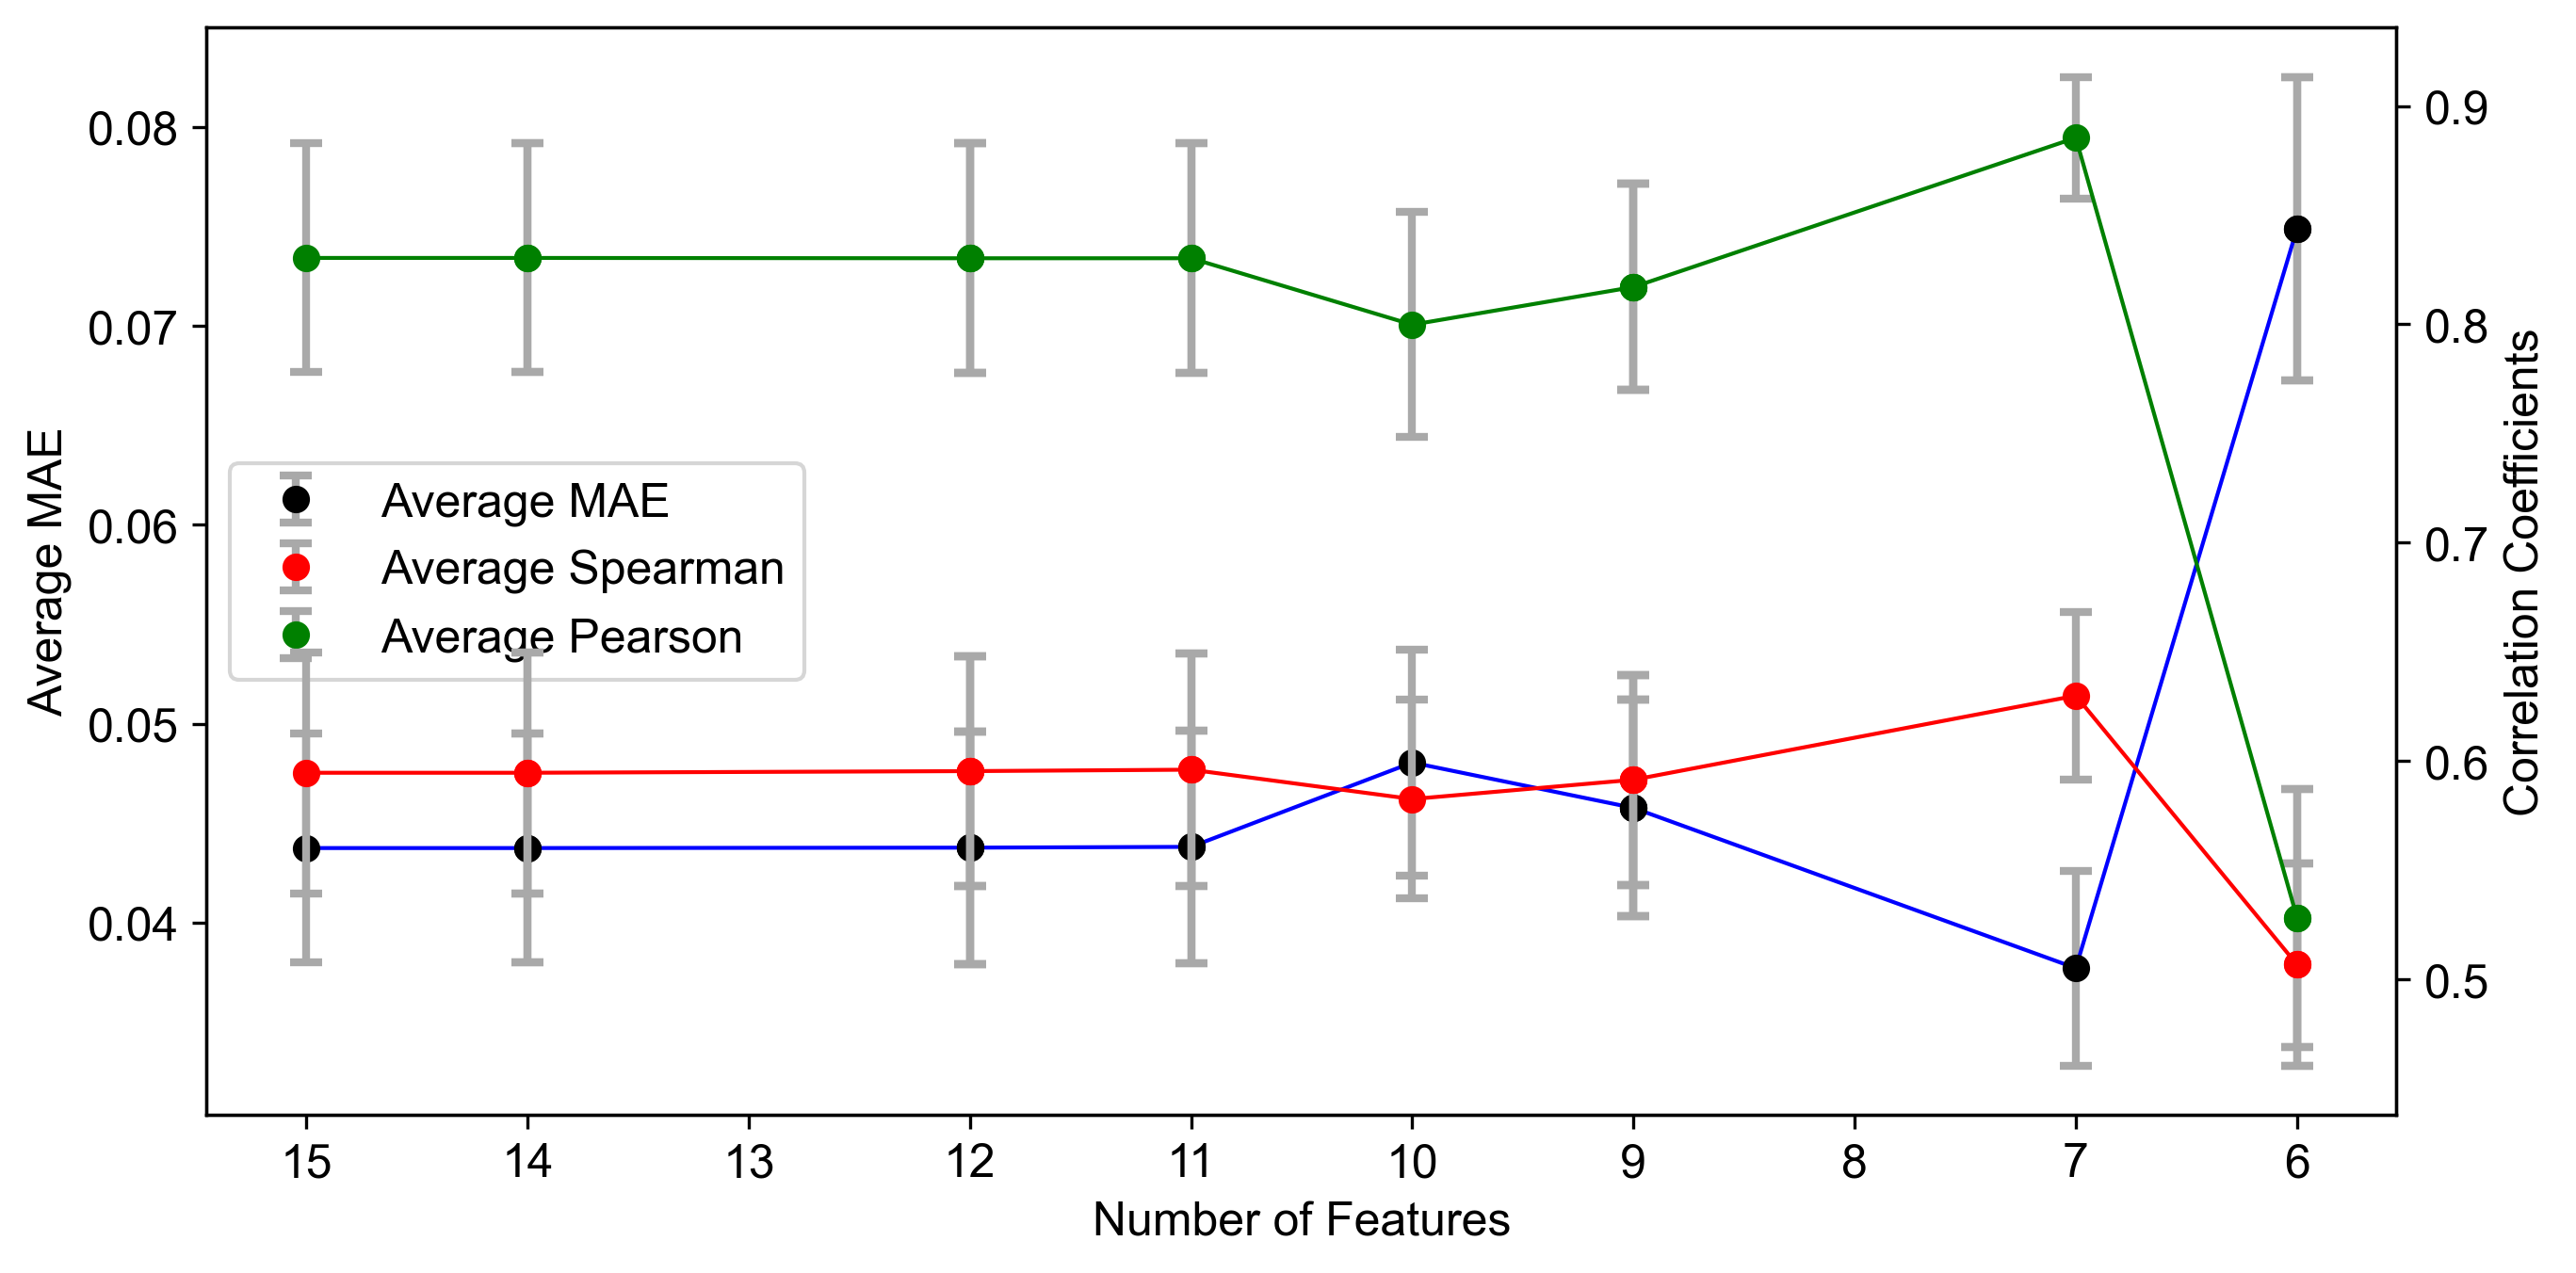 Average MAE
0.08
0.07
0.06
0.05
0.04
Average MAE
Average Spearman
Average Pearson
0.9
0.8
0.7
0.6
0.5
Correlation Coefficients
15 14 13 12 11 10 9 8 7 6
Number of Features